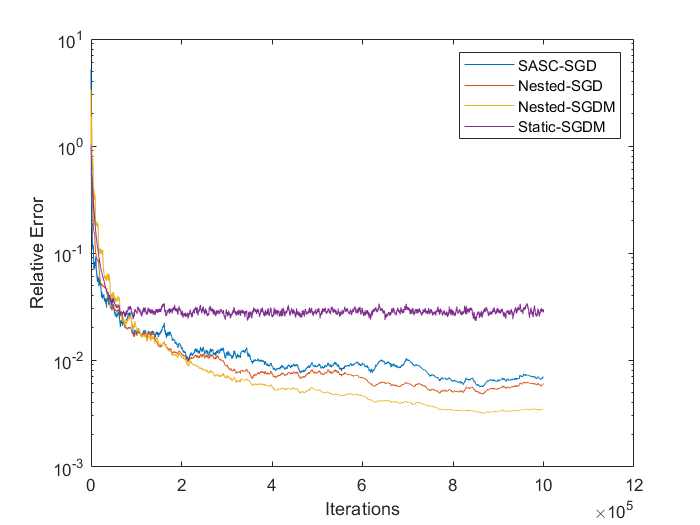 10^1
10^0
10^-1
10^-2
10^-3
Relative Error
SASC-SGD
Nested-SGD
Nested-SGDM
Static-SGDM
0 2 4 6 8 10 12
Iterations
×10^5